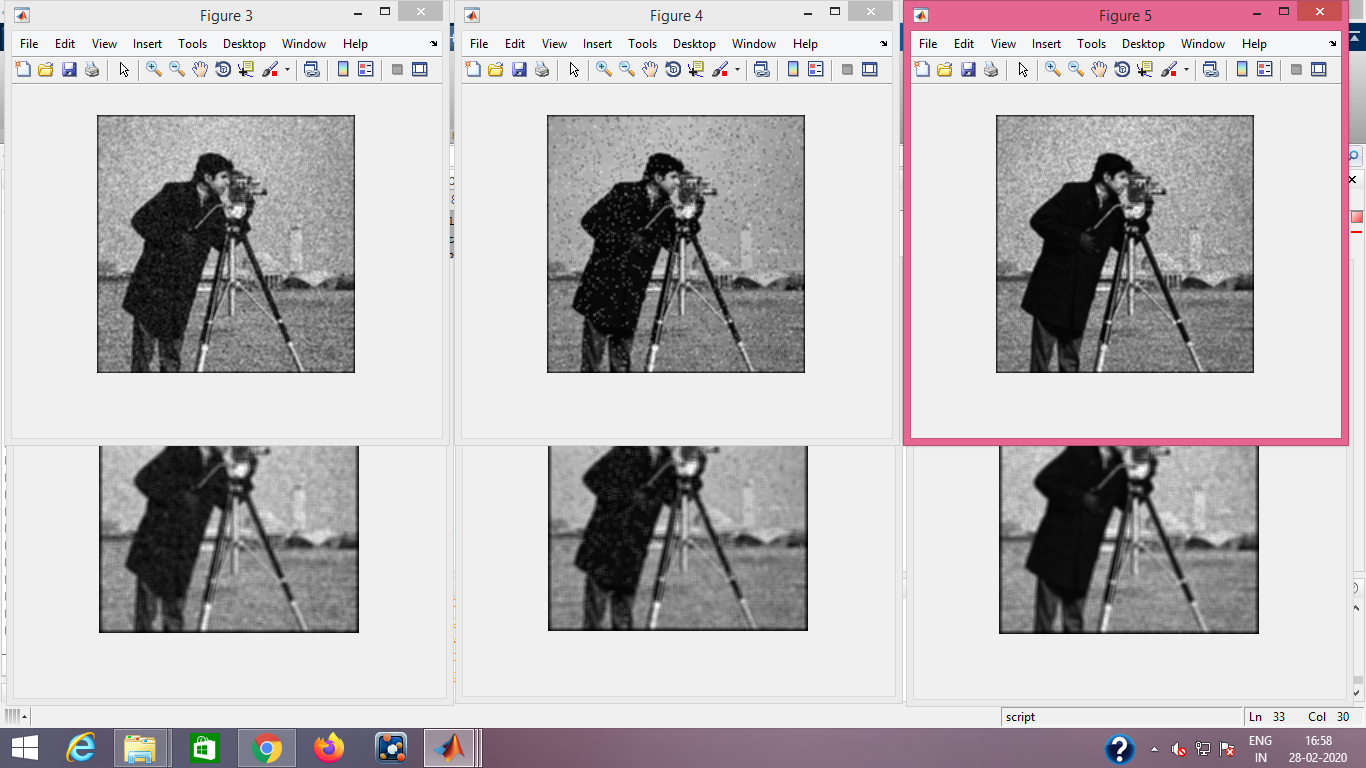 Figure 3
File Edit View Insert Tools Desktop Window Help
Figure 4
File Edit View Insert Tools Desktop Window Help
Figure 5
File Edit View Insert Tools Desktop Window Help
script
Ln 33 Col 30
ENG
IN
16:58
28-02-2020